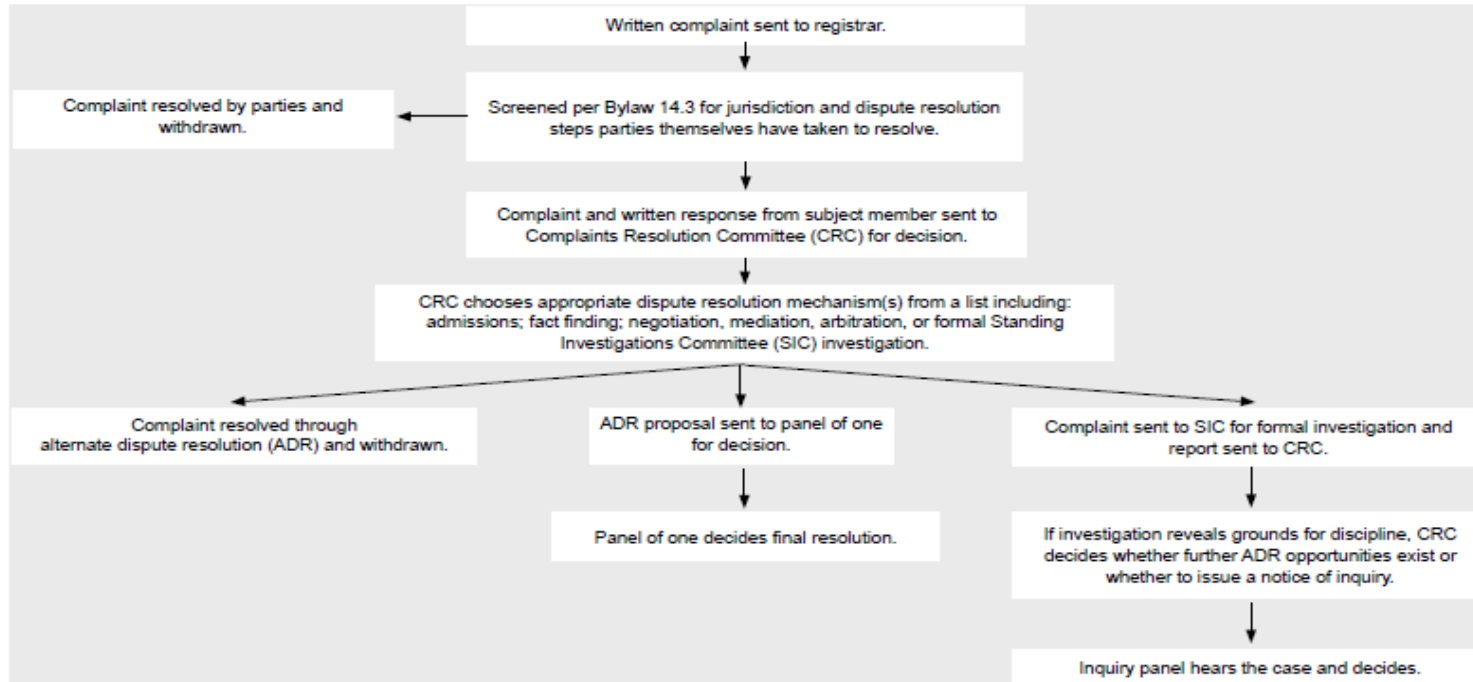 Written complaint sent to registrar.
Complaint resolved by parties and
withdrawn.
Screened per Bylaw 14.3 for jurisdiction and dispute resolution
steps parties themselves have taken to resolve.
Complaint and written response from subject member sent to
Complaints Resolution Committee (CRC) for decision.
CRC chooses appropriate dispute resolution mechanism(s) from a list including:
admissions; fact finding; negotiation, mediation, arbitration, or formal Standing
Investigations Committee (SIC) investigation.
Complaint resolved through
alternate dispute resolution (ADR) and withdrawn.
ADR proposal sent to panel of one
for decision.
Complaint sent to SIC for formal investigation and
report sent to CRC.
Panel of one decides final resolution.
If investigation reveals grounds for discipline, CRC
decides whether further ADR opportunities exist or
whether to issue a notice of inquiry.
Inquiry panel hears the case and decides.